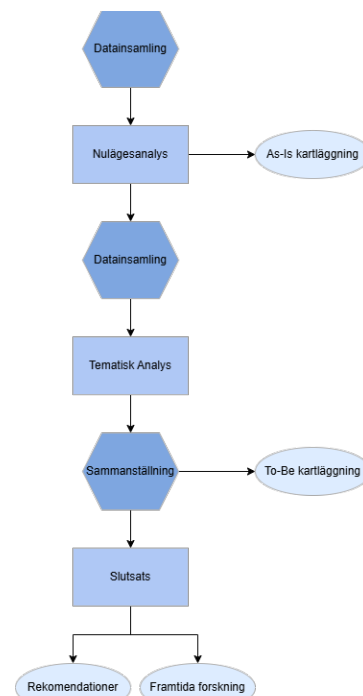 Datainsamling
Nulägesanalys
As-Is kartläggning
Datainsamling
Tematisk Analys
Sammanställning
To-Be kartläggning
Slutsats
Rekomendationer
Framtida forskning